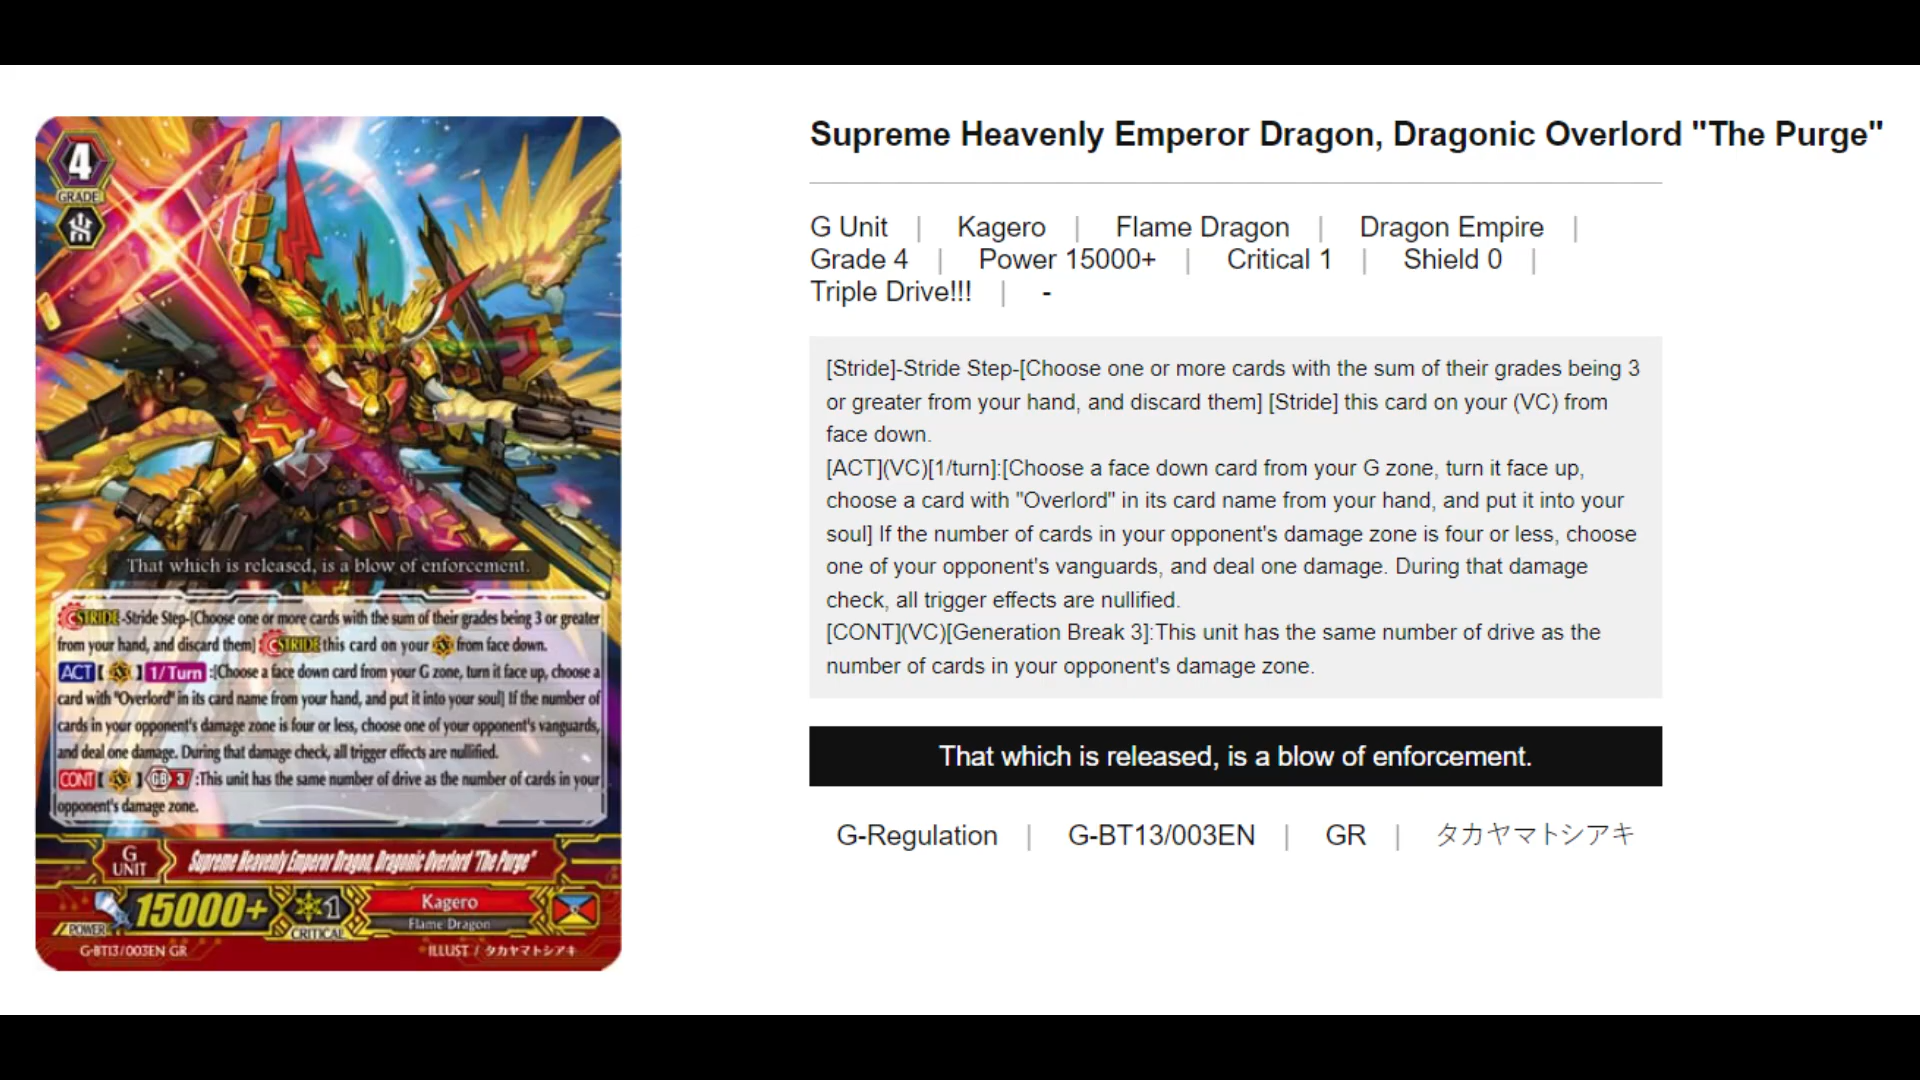 4
GRADE
That which is released, is a blow of enforcement.
STRIDE-Stride Step-[Choose one or more cards with the sum of their grades being 3 or greater
from your hand, and discard them] STRIDE this card on your from face down.
ACT [ ] 1/Turn :[Choose a face down card from your G zone, turn it face up, choose a
card with "Overlord" in its card name from your hand, and put it into your soul] If the number of
cards in your opponent's damage zone is four or less, choose one of your opponent's vanguards,
and deal one damage. During that damage check, all trigger effects are nullified.
CONT [ ] GB 3 :This unit has the same number of drive as the number of cards in your
opponent's damage zone.
G UNIT
Supreme Heavenly Emperor Dragon, Dragonic Overlord "The Purge"
POWER 15000+
1 CRITICAL
Kagero
Flame Dragon
G-BT13/003EN GR
ILLUST / タカヤマトシアキ
Supreme Heavenly Emperor Dragon, Dragonic Overlord "The Purge"
G Unit | Kagero | Flame Dragon | Dragon Empire |
Grade 4 | Power 15000+ | Critical 1 | Shield 0 |
Triple Drive!!! | -
[Stride]-Stride Step-[Choose one or more cards with the sum of their grades being 3
or greater from your hand, and discard them] [Stride] this card on your (VC) from
face down.
[ACT](VC)[1/turn]:[Choose a face down card from your G zone, turn it face up,
choose a card with "Overlord" in its card name from your hand, and put it into your
soul] If the number of cards in your opponent's damage zone is four or less, choose
one of your opponent's vanguards, and deal one damage. During that damage
check, all trigger effects are nullified.
[CONT](VC)[Generation Break 3]:This unit has the same number of drive as the
number of cards in your opponent's damage zone.
That which is released, is a blow of enforcement.
G-Regulation | G-BT13/003EN | GR | タカヤマトシアキ